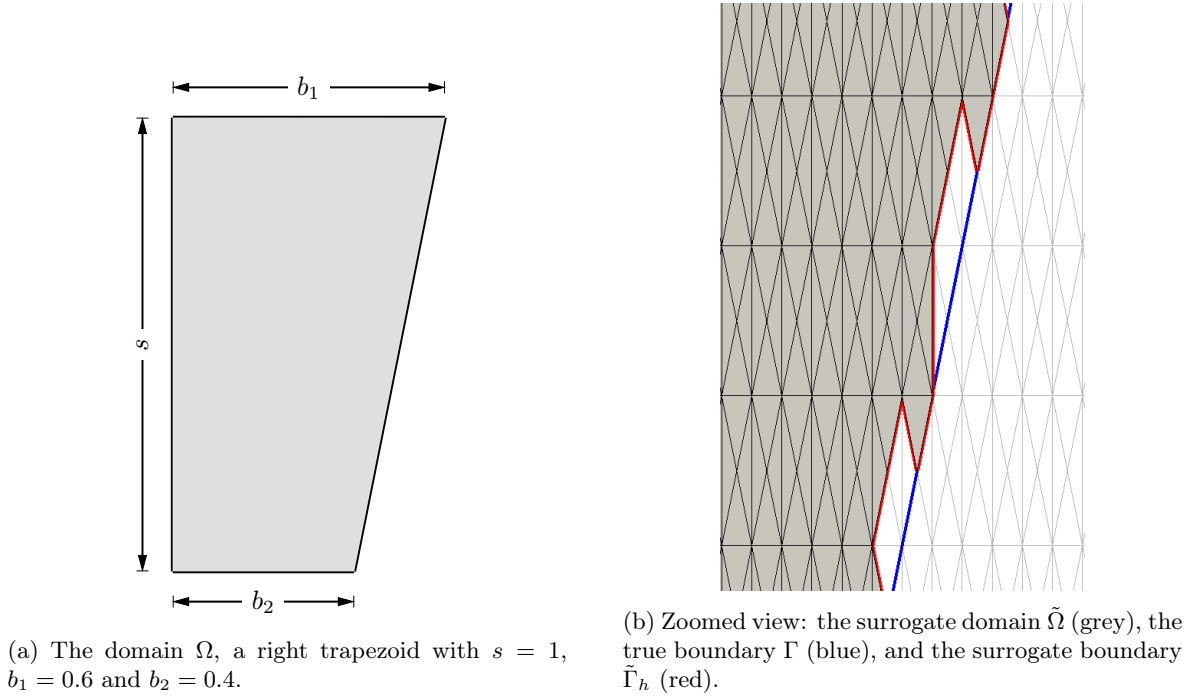 b₁
s
b₂
(a) The domain Ω, a right trapezoid with s = 1,
b₁ = 0.6 and b₂ = 0.4.
(b) Zoomed view: the surrogate domain Ω̃ (grey), the
true boundary Γ (blue), and the surrogate boundary
Γ̃ₕ (red).